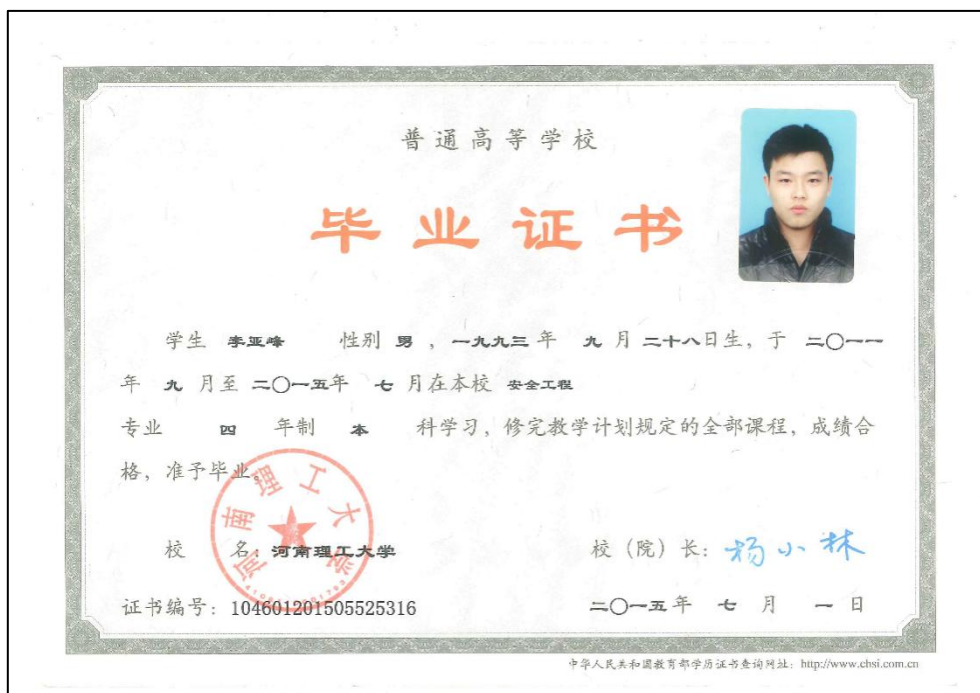 普通高等学校
毕业证书
学生 李亚峰 性别 男 ，一九九三 年 九 月 二十八日生，于 二〇一一
年 九 月至 二〇一五年 七 月在本校 安全工程
专业 四 年制 本 科学习，修完教学计划规定的全部课程，成绩合
格，准予毕业。
河南理工大学
校 名：河南理工大学 校（院）长：杨小林
证书编号：104601201505525316 二〇一五年 七 月 一 日
中华人民共和国教育部学历证书查询网址：http://www.chsi.com.cn